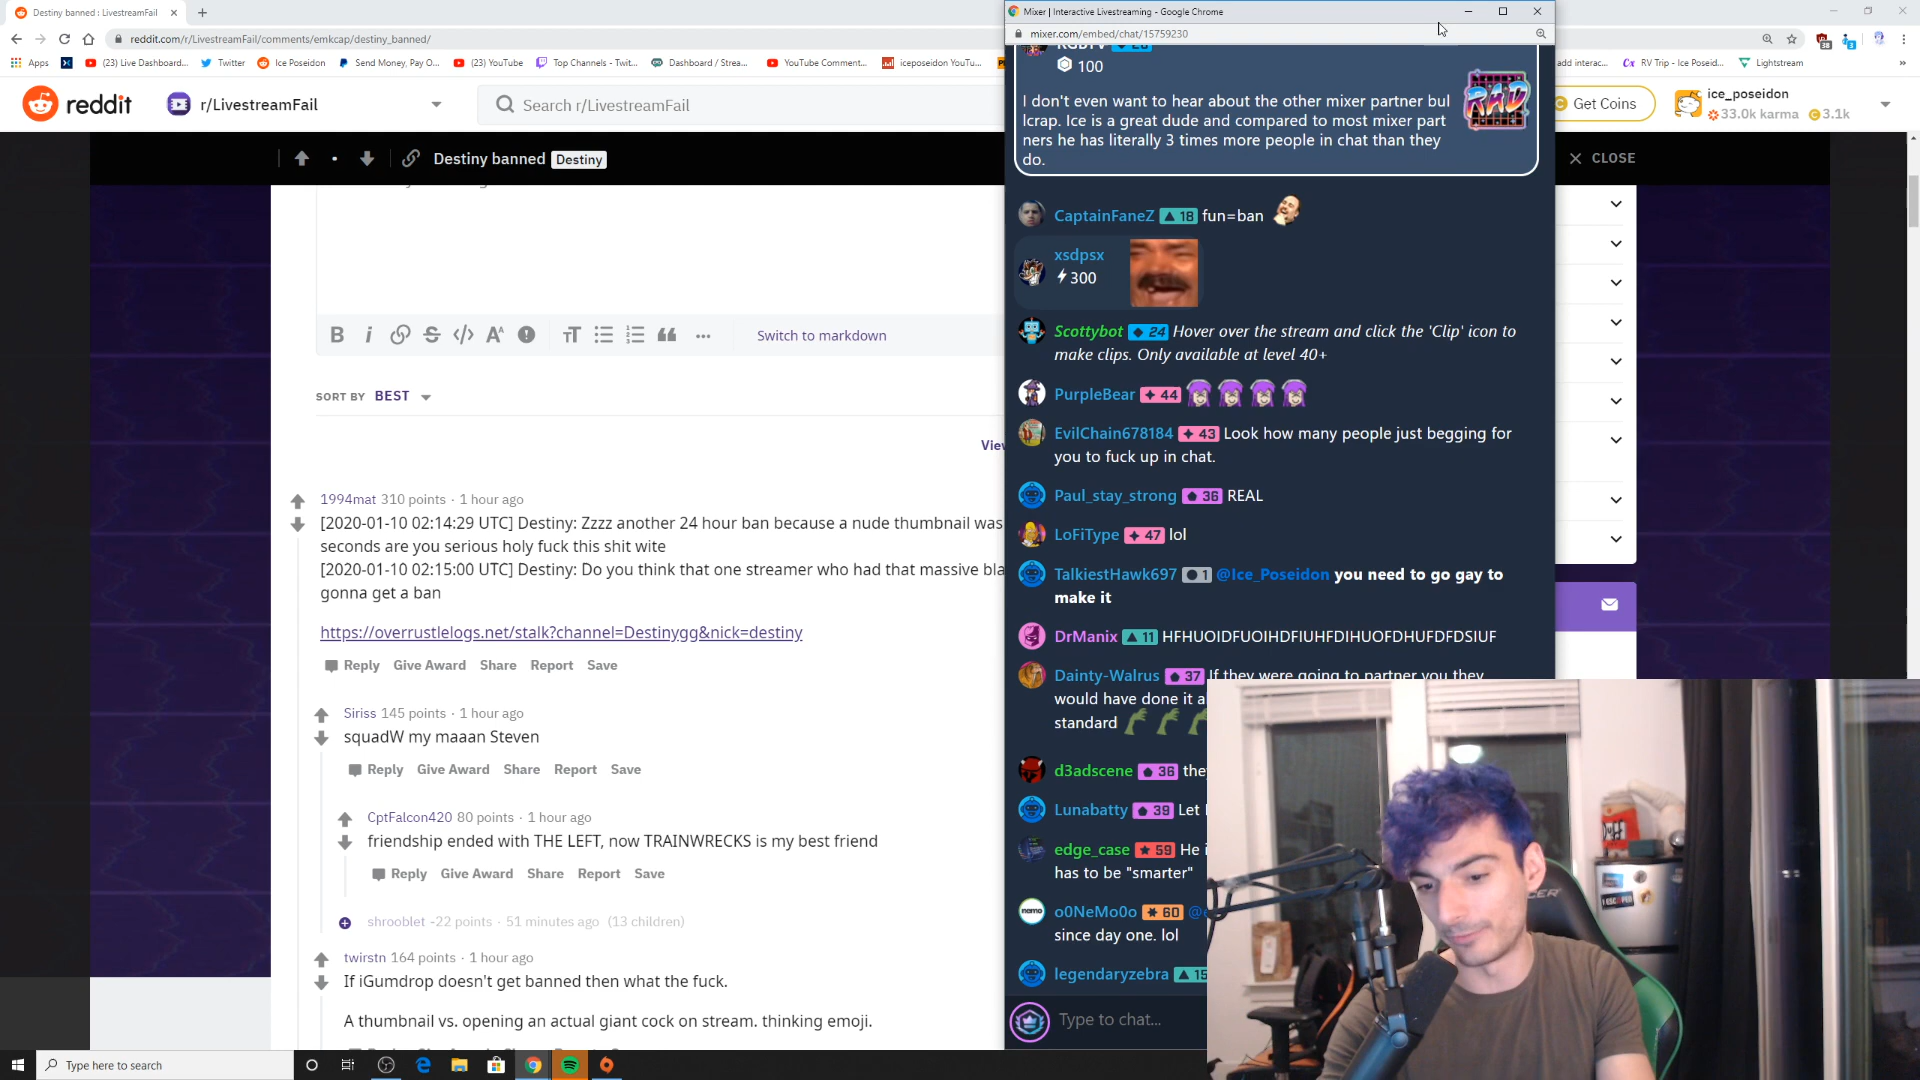 Destiny banned : LivestreamFail
reddit.com/r/LivestreamFail/comments/emkcap/destiny_banned/
Apps
(23) Live Dashboard...
Twitter
Ice Poseidon
Send Money, Pay O...
(23) YouTube
Top Channels - Twit...
Dashboard / Strea...
YouTube Comment...
iceposeidon YouTu...
add interac...
RV Trip - Ice Poseid...
Lightstream
reddit
r/LivestreamFail
Search r/LivestreamFail
Get Coins
ice_poseidon
33.0k karma 3.1k
Destiny banned Destiny
CLOSE
Switch to markdown
SORT BY BEST
1994mat 310 points · 1 hour ago
[2020-01-10 02:14:29 UTC] Destiny: Zzzz another 24 hour ban because a nude thumbnail was
seconds are you serious holy fuck this shit wite
[2020-01-10 02:15:00 UTC] Destiny: Do you think that one streamer who had that massive bla
gonna get a ban
https://overrustlelogs.net/stalk?channel=Destinygg&nick=destiny
Reply Give Award Share Report Save
Siriss 145 points · 1 hour ago
squadW my maaan Steven
Reply Give Award Share Report Save
CptFalcon420 80 points · 1 hour ago
friendship ended with THE LEFT, now TRAINWRECKS is my best friend
Reply Give Award Share Report Save
shrooblet -22 points · 51 minutes ago (13 children)
twirstn 164 points · 1 hour ago
If iGumdrop doesn't get banned then what the fuck.
A thumbnail vs. opening an actual giant cock on stream. thinking emoji.
Mixer | Interactive Livestreaming - Google Chrome
mixer.com/embed/chat/15759230
100
I don't even want to hear about the other mixer partner bul
lcrap. Ice is a great dude and compared to most mixer part
ners he has literally 3 times more people in chat than they
do.
RAD
CaptainFaneZ 18 fun=ban
xsdpsx
300
Scottybot 24 Hover over the stream and click the 'Clip' icon to
make clips. Only available at level 40+
PurpleBear 44
EvilChain678184 43 Look how many people just begging for
you to fuck up in chat.
Paul_stay_strong 36 REAL
LoFiType 47 lol
TalkiestHawk697 1 @Ice_Poseidon you need to go gay to
make it
DrManix 11 HFHUOIDFUOIHDFIUHFDIHUOFDHUFDFDSIUF
Dainty-Walrus 37 If they were going to partner you they
would have done it a
standard
d3adscene 36 the
Lunabatty 39 Let
edge_case 59 He i
has to be "smarter"
o0NeMo0o 60
since day one. lol
legendaryzebra 15
Type to chat...
Type here to search